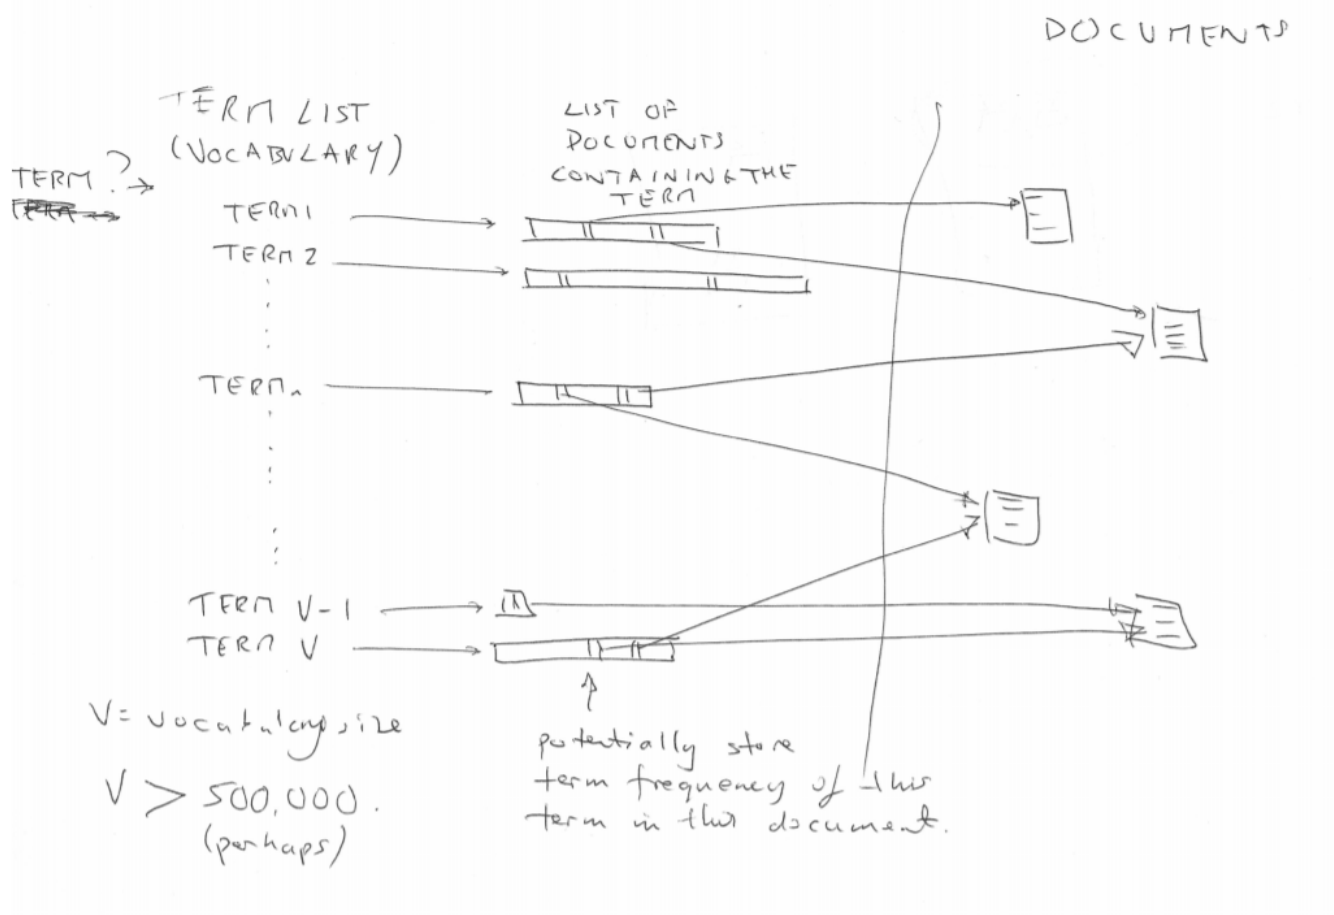 DOCUMENTS
TERM LIST
(VOCABULARY)
LIST OF
DOCUMENTS
CONTAINING THE
TERM
TERM ?
TERM 1
TERM 2
TERM n
TERM V-1
TERM V
V = vocabulary size
V > 500,000.
(perhaps)
potentially store
term frequency of this
term in this document.